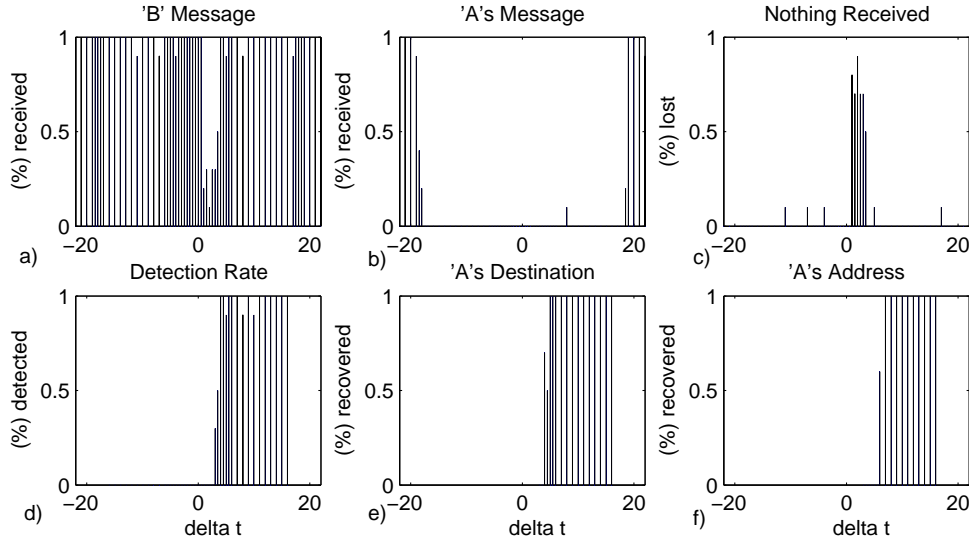 'B' Message
(%) received
1
0.5
0
−20
0
20
a)
'A's Message
(%) received
1
0.5
0
−20
0
20
b)
Nothing Received
(%) lost
1
0.5
0
−20
0
20
c)
Detection Rate
(%) detected
1
0.5
0
−20
0
20
d)
delta t
'A's Destination
(%) recovered
1
0.5
0
−20
0
20
e)
delta t
'A's Address
(%) recovered
1
0.5
0
−20
0
20
f)
delta t